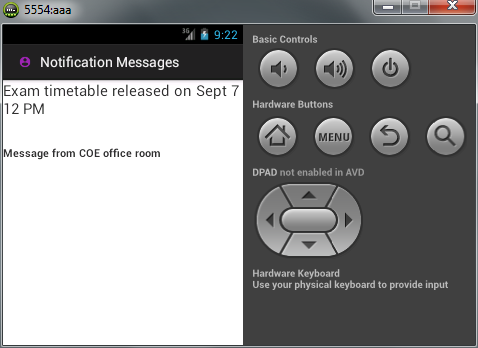 5554:aaa
3G 9:22
Notification Messages
Exam timetable released on Sept 7
12 PM
Message from COE office room
Basic Controls
Hardware Buttons
MENU
DPAD not enabled in AVD
Hardware Keyboard
Use your physical keyboard to provide input